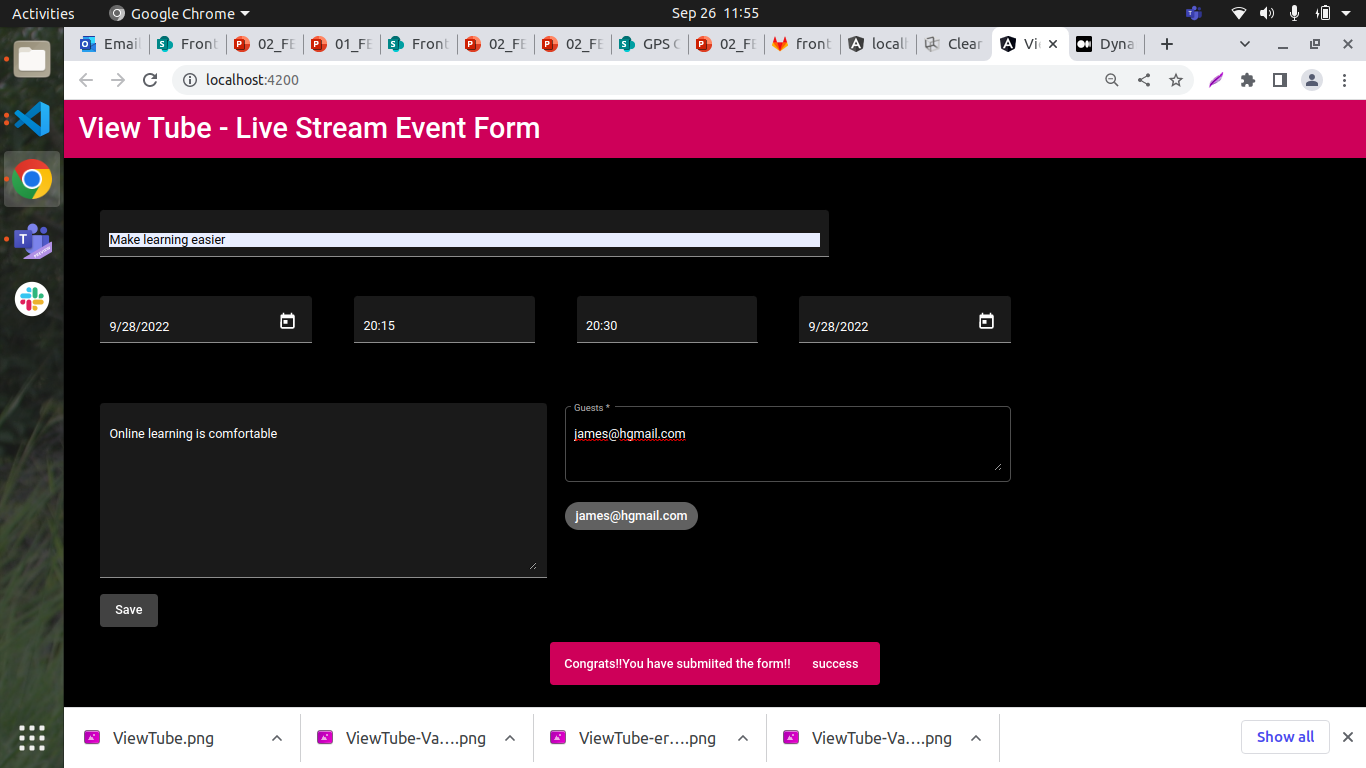 Activities
Google Chrome
Sep 26 11:55
Email
Front
02_FE
01_FE
Front
02_FE
02_FE
GPS
02_FE
front
local
Clear
Vi
Dyna
localhost:4200
View Tube - Live Stream Event Form
Make learning easier
9/28/2022
20:15
20:30
9/28/2022
Online learning is comfortable
Guests *
james@hgmail.com
james@hgmail.com
Save
Congrats!!You have submiited the form!! success
ViewTube.png
ViewTube-Va....png
ViewTube-er....png
ViewTube-Va....png
Show all